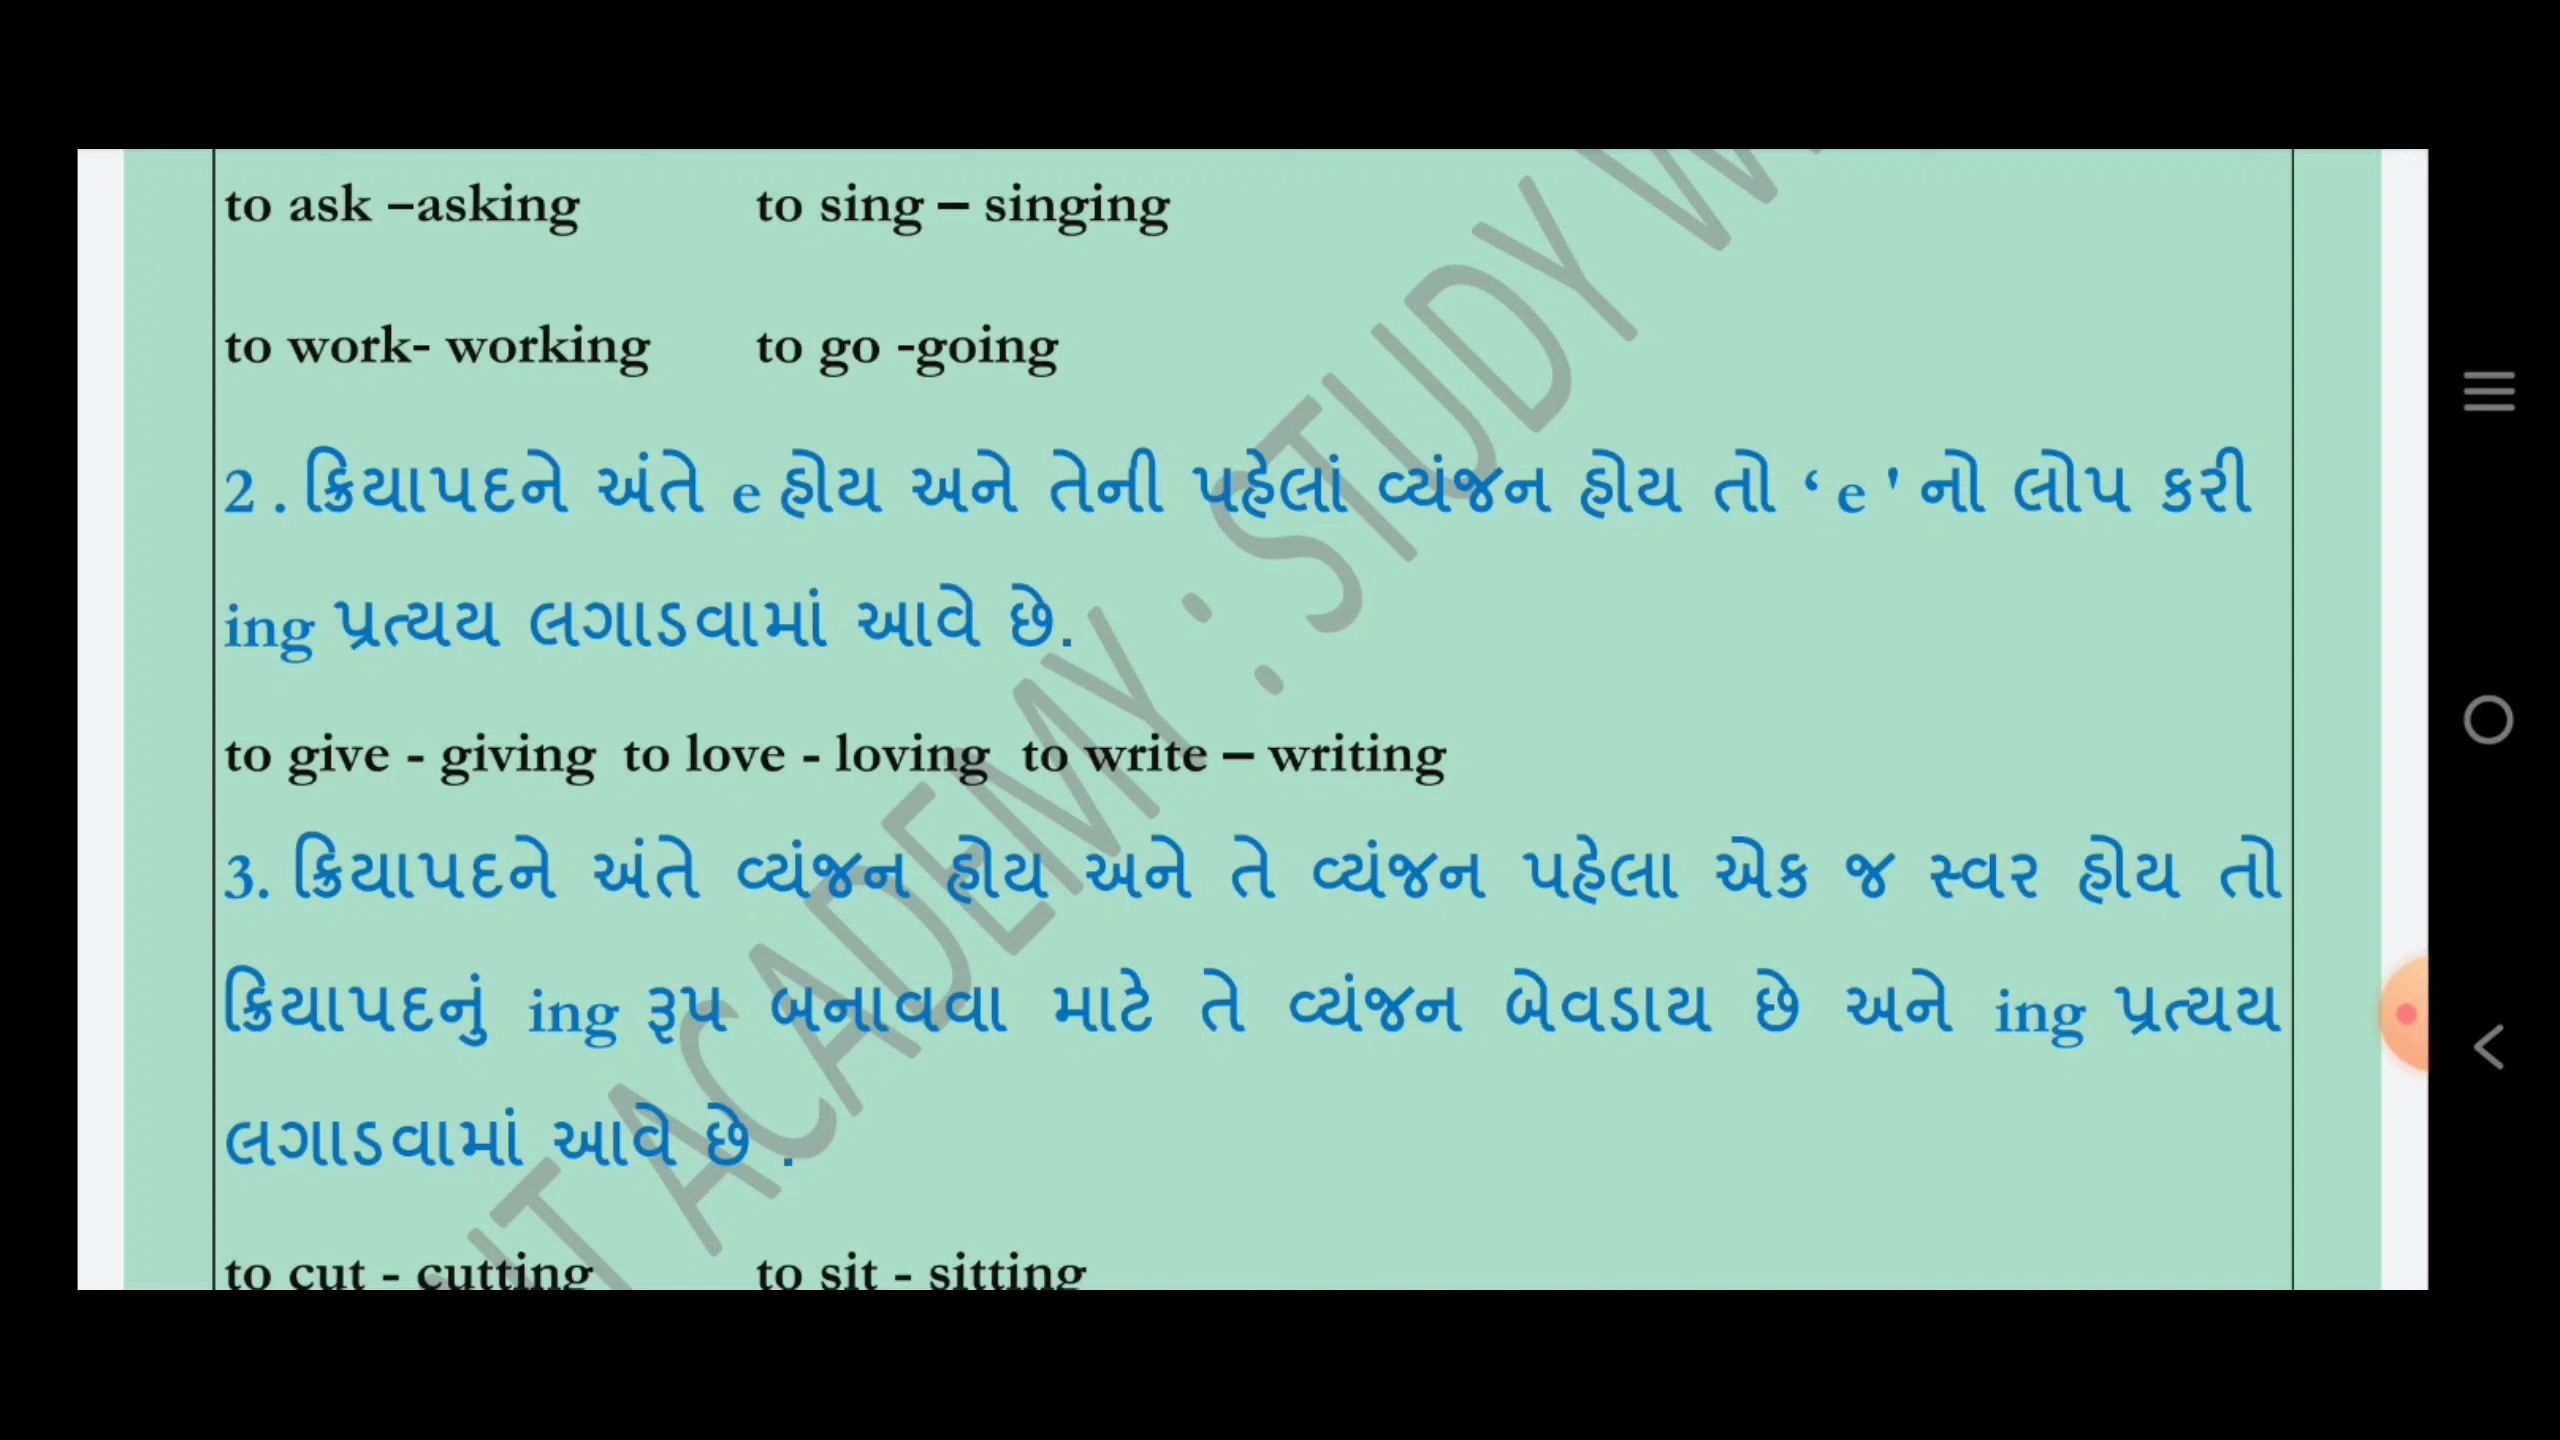 to ask –asking to sing – singing
to work- working to go -going
2 . ક્રિયાપદને અંતે e હોય અને તેની પહેલાં વ્યંજન હોય તો ‘ e ' નો લોપ કરી
ing પ્રત્યય લગાડવામાં આવે છે.
to give - giving to love - loving to write – writing
3. ક્રિયાપદને અંતે વ્યંજન હોય અને તે વ્યંજન પહેલા એક જ સ્વર હોય તો
ક્રિયાપદનું ing રૂપ બનાવવા માટે તે વ્યંજન બેવડાય છે અને ing પ્રત્યય
લગાડવામાં આવે છે .
to cut - cutting to sit - sitting
ACADEMY : STUDY